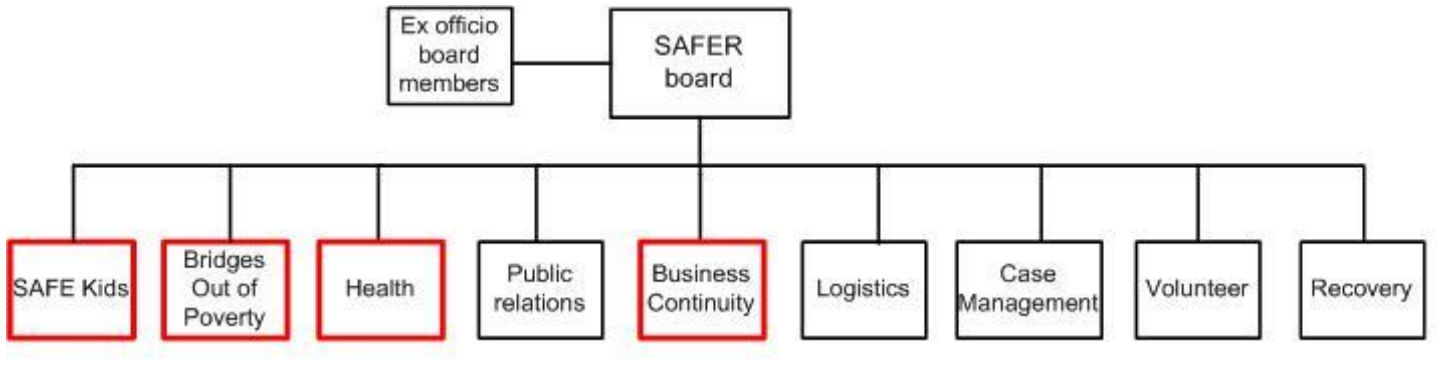 Ex officio
board
members
SAFER
board
SAFE Kids
Bridges
Out of
Poverty
Health
Public
relations
Business
Continuity
Logistics
Case
Management
Volunteer
Recovery